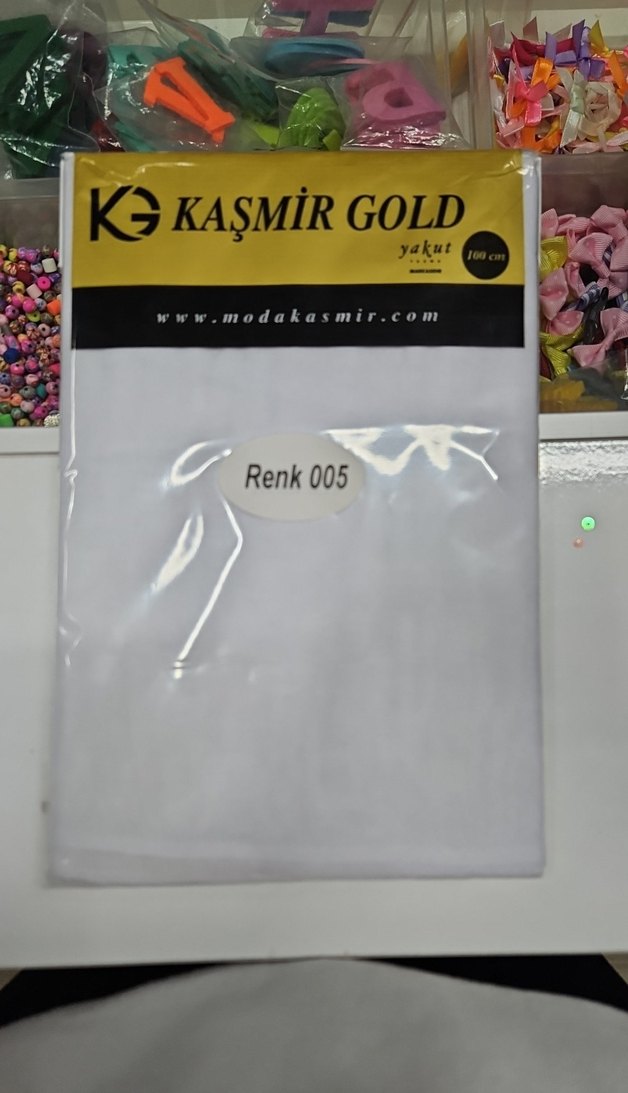 KG KAŞMİR GOLD
yakut
100 cm
www.modakasmir.com
Renk 005